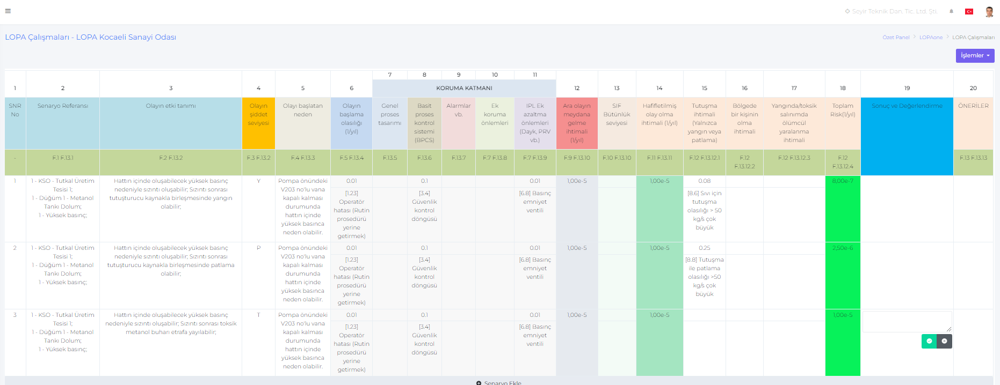 Seyir Teknik Dan. Tic. Ltd. Şti.
LOPA Çalışmaları - LOPA Kocaeli Sanayi Odası
Özet Panel > LOPAone > LOPA Çalışmaları
İşlemler
7 8 9 10 11
1 2 3 4 5 6 KORUMA KATMANI 12 13 14 15 16 17 18 19 20
SNR No
Senaryo Referansı
Olayın etki tanımı
Olayın şiddet seviyesi
Olayı başlatan neden
Olayın başlama olasılığı (1/yıl)
Genel proses tasarımı
Basit proses kontrol sistemi (BPCS)
Alarmlar vb.
Ek koruma önlemleri
IPL Ek azaltma önlemleri (Dayk, PRV vb.)
Ara olayın meydana gelme ihtimali (1/yıl)
SIF Bütünlük seviyesi
Hafifletilmiş olay olma ihtimali (1/yıl)
Tutuşma ihtimali (Yalnızca yangın veya patlama)
Bölgede bir kişinin olma ihtimali
Yangında/toksik salınımda ölümcül yaralanma ihtimali
Toplam Risk(1/yıl)
Sonuç ve Değerlendirme
ÖNERİLER
- F.1 F.13.1 F.2 F.13.2 F.3 F.13.2 F.4 F.13.3 F.5 F.13.4 F.13.5 F.13.6 F.13.7 F.7 F.13.8 F.7 F.13.9 F.9 F.13.10 F.10 F.13.10 F.11 F.13.11 F.12 F.13.12.1 F.12 F.13.12.2 F.12 F.13.12.3 F.12 F.13.12.4 F.13 F.13.13
1
1 - KSO - Tutkal Üretim Tesisi 1;
1 - Düğüm 1 - Metanol Tankı Dolum;
1 - Yüksek basınç;
Hattın içinde oluşabilecek yüksek basınç nedeniyle sızıntı oluşabilir; Sızıntı sonrası tutuşturucu kaynakla birleşmesinde yangın olabilir;
Y
Pompa önündeki V203 no'lu vana kapalı kalması durumunda hattın içinde yüksek basınca neden olabilir.
0.01
[1.23] Operatör hatası (Rutin prosedürü yerine getirmek)
0.1
[3.4] Güvenlik kontrol döngüsü
0.01
[6.8] Basınç emniyet ventili
1,00e-5
1,00e-5
0.08
[8.6] Sıvı için tutuşma olasılığı > 50 kg/s çok büyük
8,00e-7
2
1 - KSO - Tutkal Üretim Tesisi 1;
1 - Düğüm 1 - Metanol Tankı Dolum;
1 - Yüksek basınç;
Hattın içinde oluşabilecek yüksek basınç nedeniyle sızıntı oluşabilir; Sızıntı sonrası tutuşturucu kaynakla birleşmesinde patlama olabilir;
P
Pompa önündeki V203 no'lu vana kapalı kalması durumunda hattın içinde yüksek basınca neden olabilir.
0.01
[1.23] Operatör hatası (Rutin prosedürü yerine getirmek)
0.1
[3.4] Güvenlik kontrol döngüsü
0.01
[6.8] Basınç emniyet ventili
1,00e-5
1,00e-5
0.25
[8.8] Tutuşma ile patlama olasılığı >50 kg/s çok büyük
2,50e-6
3
1 - KSO - Tutkal Üretim Tesisi 1;
1 - Düğüm 1 - Metanol Tankı Dolum;
1 - Yüksek basınç;
Hattın içinde oluşabilecek yüksek basınç nedeniyle sızıntı oluşabilir; Sızıntı sonrası toksik metanol buharı etrafa yayılabilir;
T
Pompa önündeki V203 no'lu vana kapalı kalması durumunda hattın içinde yüksek basınca neden olabilir.
0.01
[1.23] Operatör hatası (Rutin prosedürü yerine getirmek)
0.1
[3.4] Güvenlik kontrol döngüsü
0.01
[6.8] Basınç emniyet ventili
1,00e-5
1,00e-5
1,00e-5
Senaryo Ekle